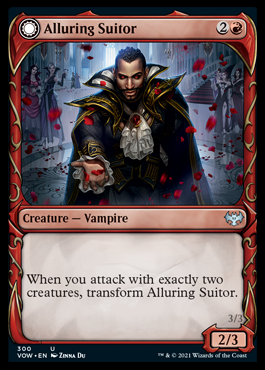 Alluring Suitor 2
Creature — Vampire
When you attack with exactly two
creatures, transform Alluring Suitor.
3/3
2/3
300 U
VOW • EN Zinna Du
™ & © 2021 Wizards of the Coast